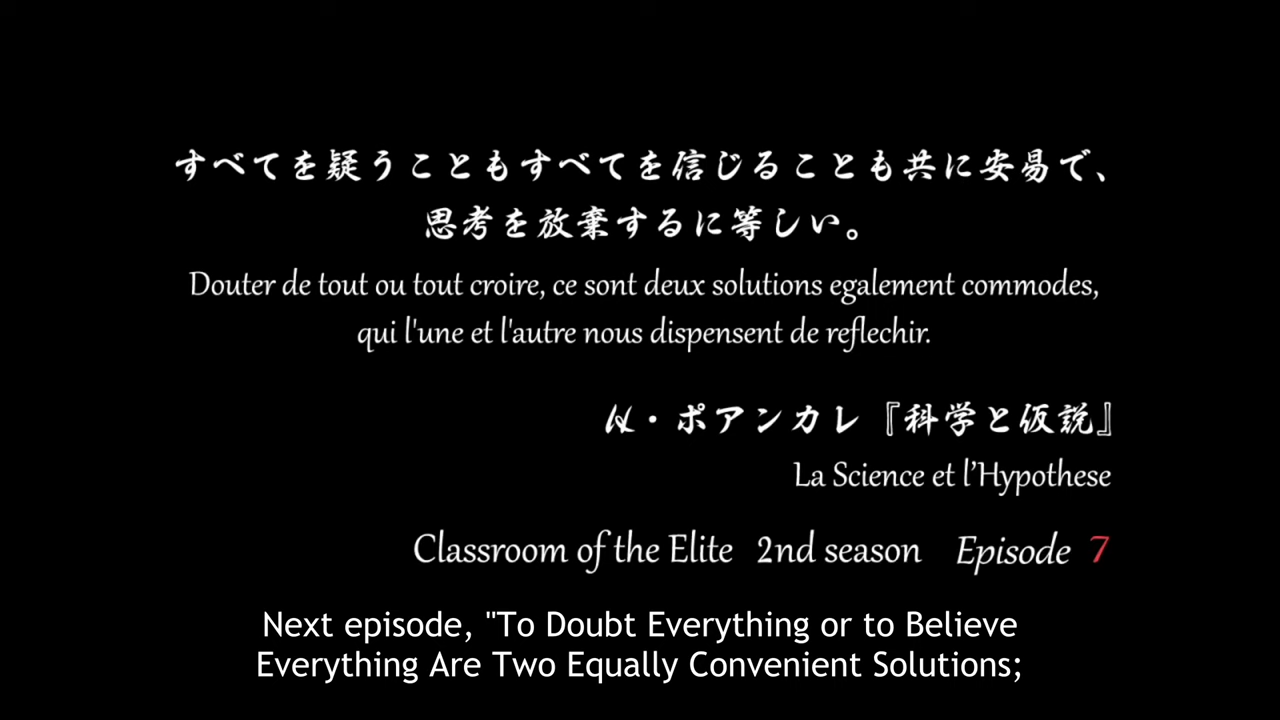 すべてを疑うこともすべてを信じることも共に安易で、
思考を放棄するに等しい。
Douter de tout ou tout croire, ce sont deux solutions egalement commodes,
qui l'une et l'autre nous dispensent de reflechir.
H・ポアンカレ『科学と仮説』
La Science et l’Hypothese
Classroom of the Elite 2nd season Episode 7
Next episode, "To Doubt Everything or to Believe
Everything Are Two Equally Convenient Solutions;